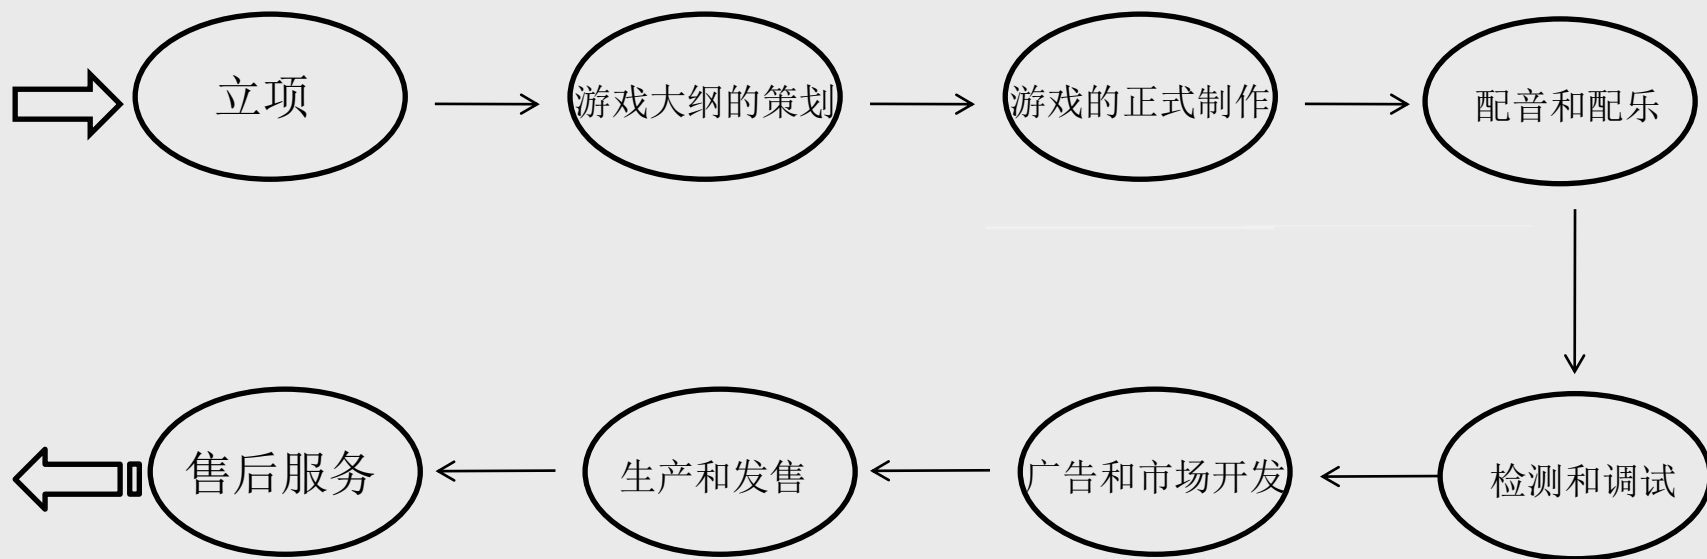 立项
游戏大纲的策划
游戏的正式制作
配音和配乐
检测和调试
广告和市场开发
生产和发售
售后服务